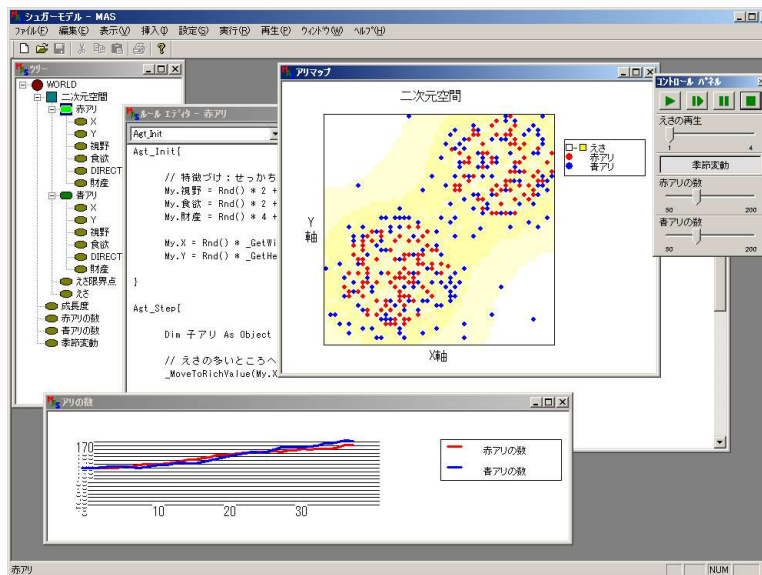 シュガーモデル - MAS
ファイル(F) 編集(E) 表示(V) 挿入(I) 設定(S) 実行(R) 再生(P) ウィンドウ(W) ヘルプ(H)
ツリー
WORLD
二次元空間
赤アリ
X
Y
視野
食欲
DIRECT
財産
青アリ
X
Y
視野
食欲
DIRECT
財産
えさ限界点
えさ
成長度
赤アリの数
青アリの数
季節変動
ルール エディタ - 赤アリ
Agt_Init
Agt_Init{
// 特徴づけ：せっかち
My.視野 = Rnd() * 2 +
My.食欲 = Rnd() * 2 +
My.財産 = Rnd() * 4 +
My.X = Rnd() * _GetWi
My.Y = Rnd() * _GetHe
}
Agt_Step{
Dim 子アリ As Object
// えさの多いところへ
_MoveToRichValue(My.X
アリマップ
二次元空間
Y
軸
X軸
えさ
赤アリ
青アリ
コントロール パネル
えさの再生
1 4
季節変動
赤アリの数
50 200
青アリの数
50 200
アリの数
170
10 20 30
赤アリの数
青アリの数
赤アリ
NUM